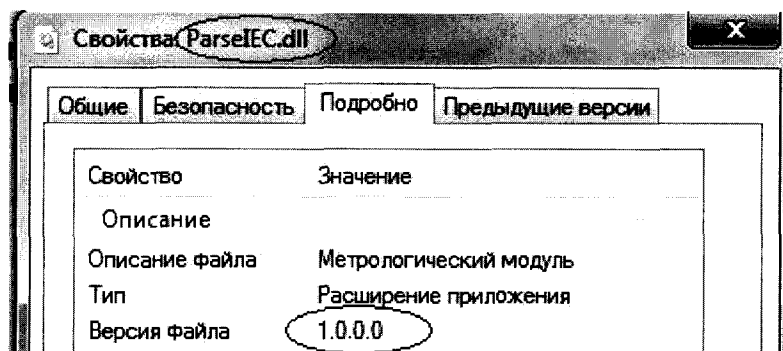 Свойства: ParseIEC.dll
Общие Безопасность Подробно Предыдущие версии
Свойство Значение
Описание
Описание файла Метрологический модуль
Тип Расширение приложения
Версия файла 1.0.0.0